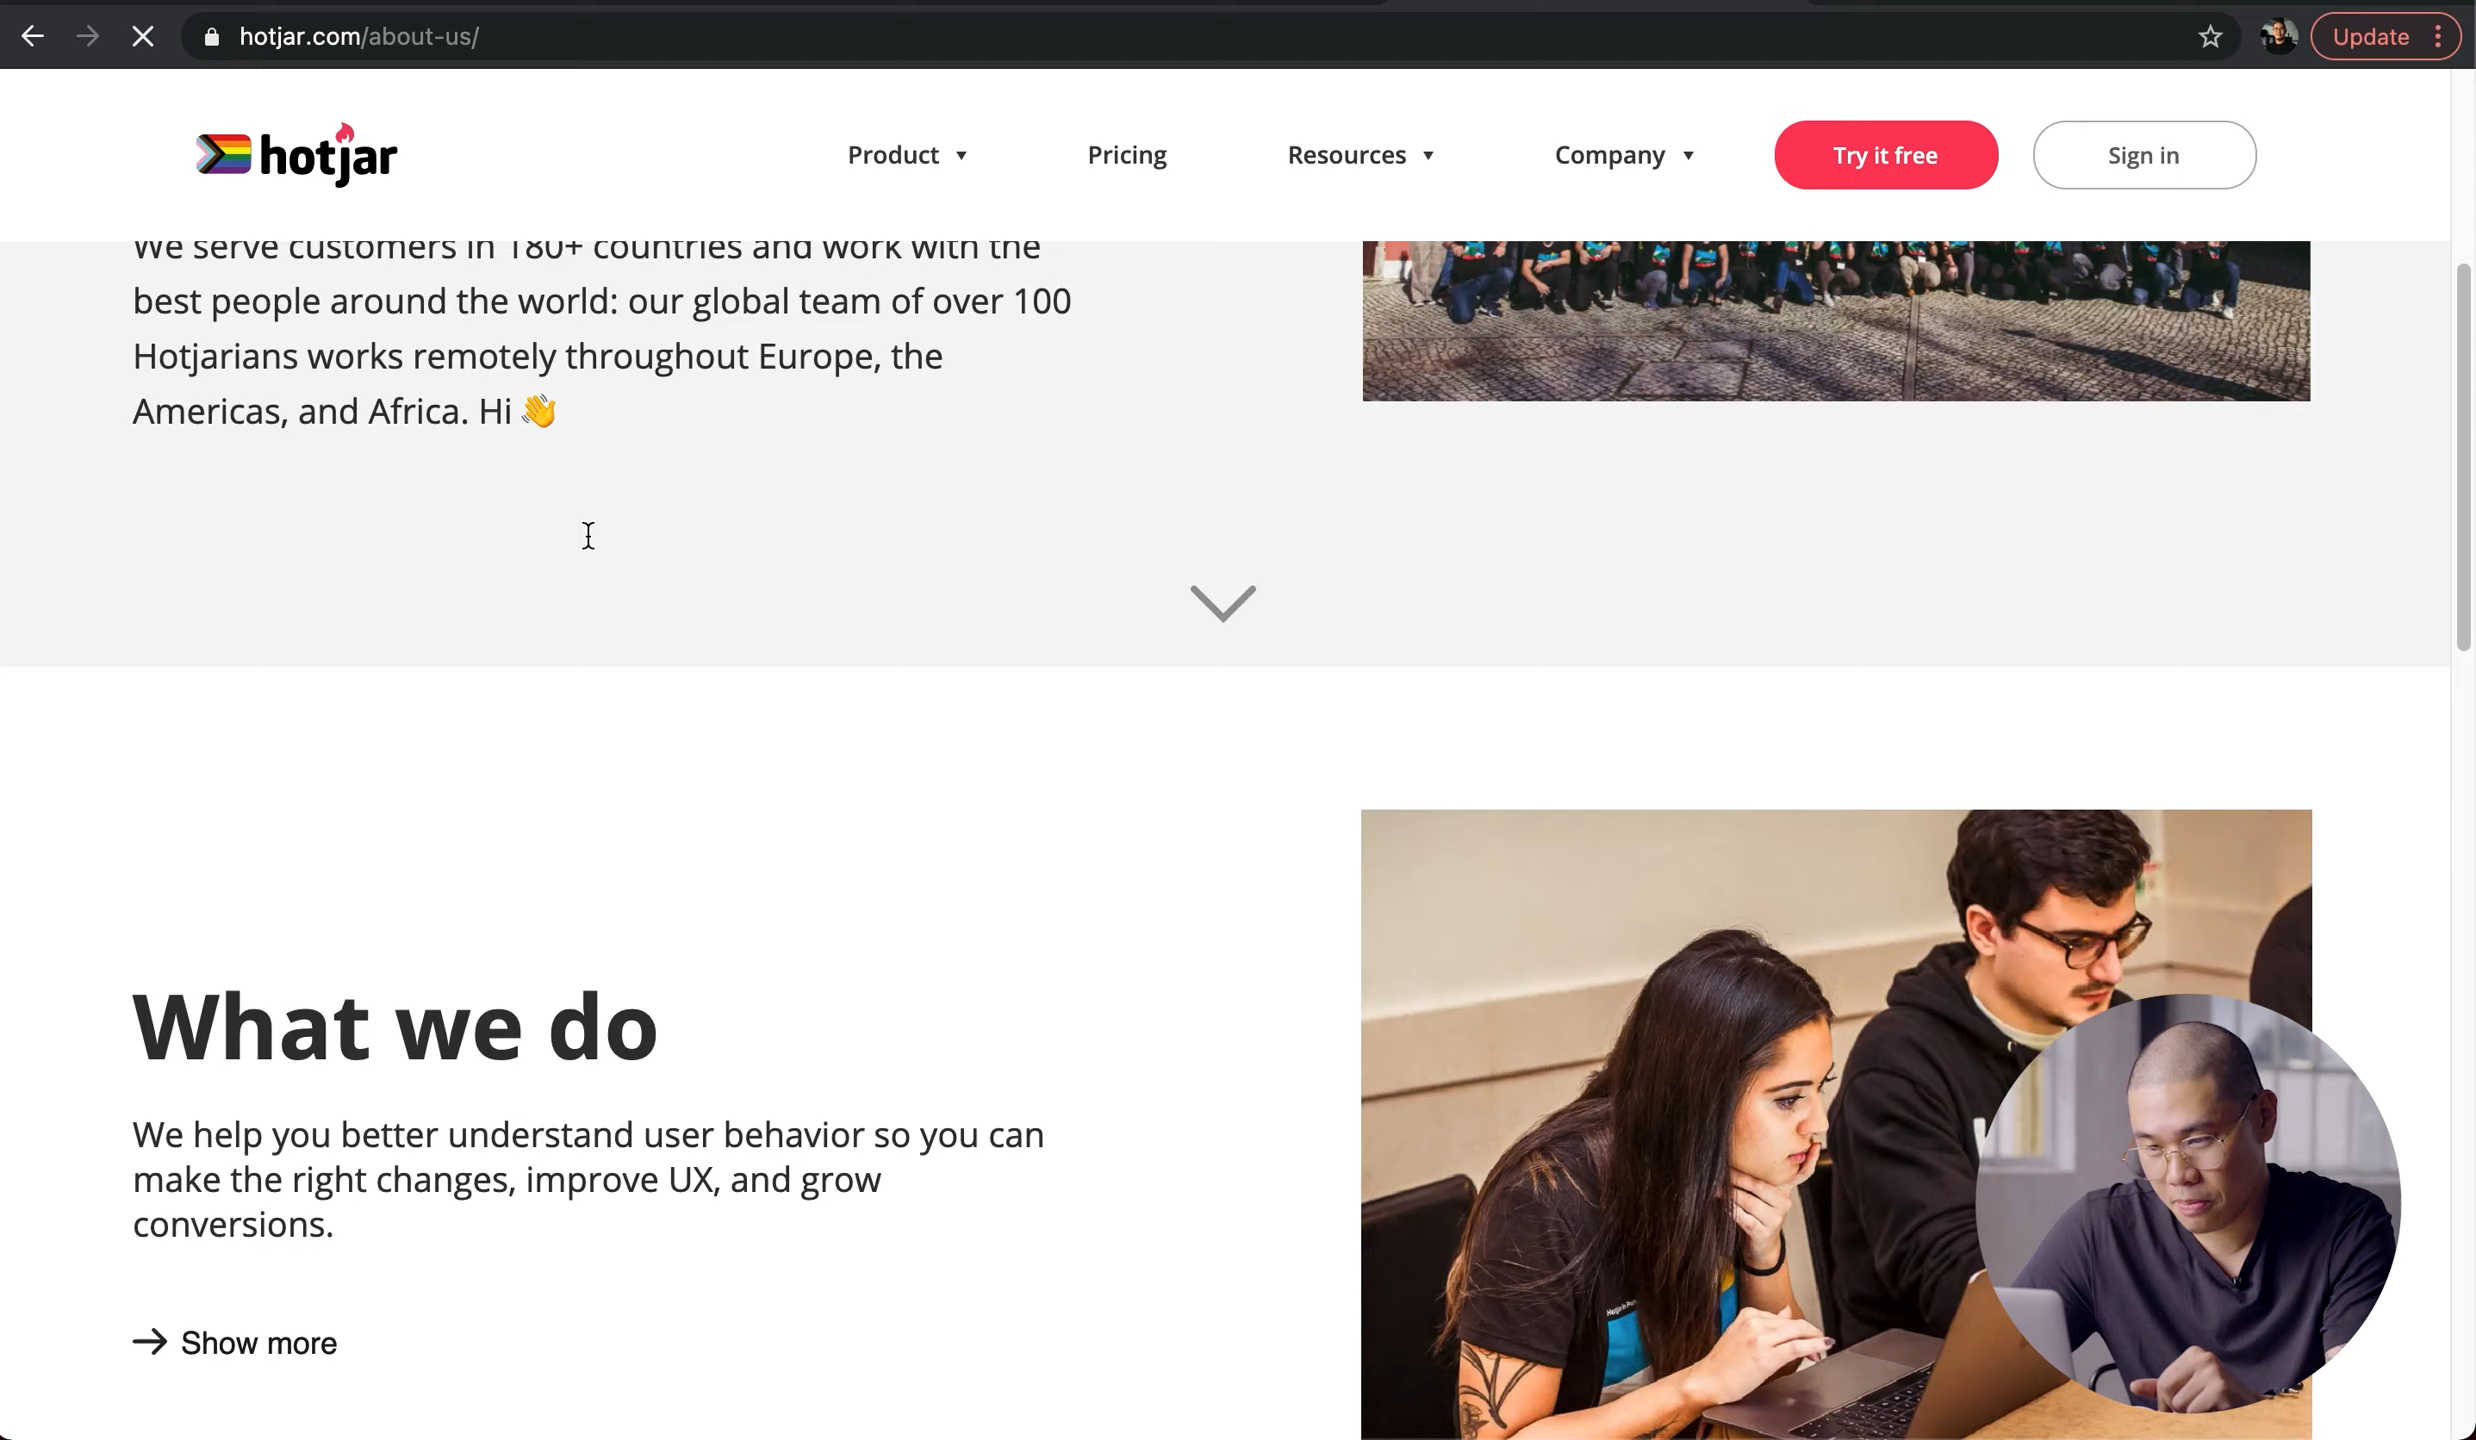 hotjar.com/about-us/
Update
hotjar
Product
Pricing
Resources
Company
Try it free
Sign in
We serve customers in 180+ countries and work with the
best people around the world: our global team of over 100
Hotjarians works remotely throughout Europe, the
Americas, and Africa. Hi 👋
What we do
We help you better understand user behavior so you can
make the right changes, improve UX, and grow
conversions.
→ Show more